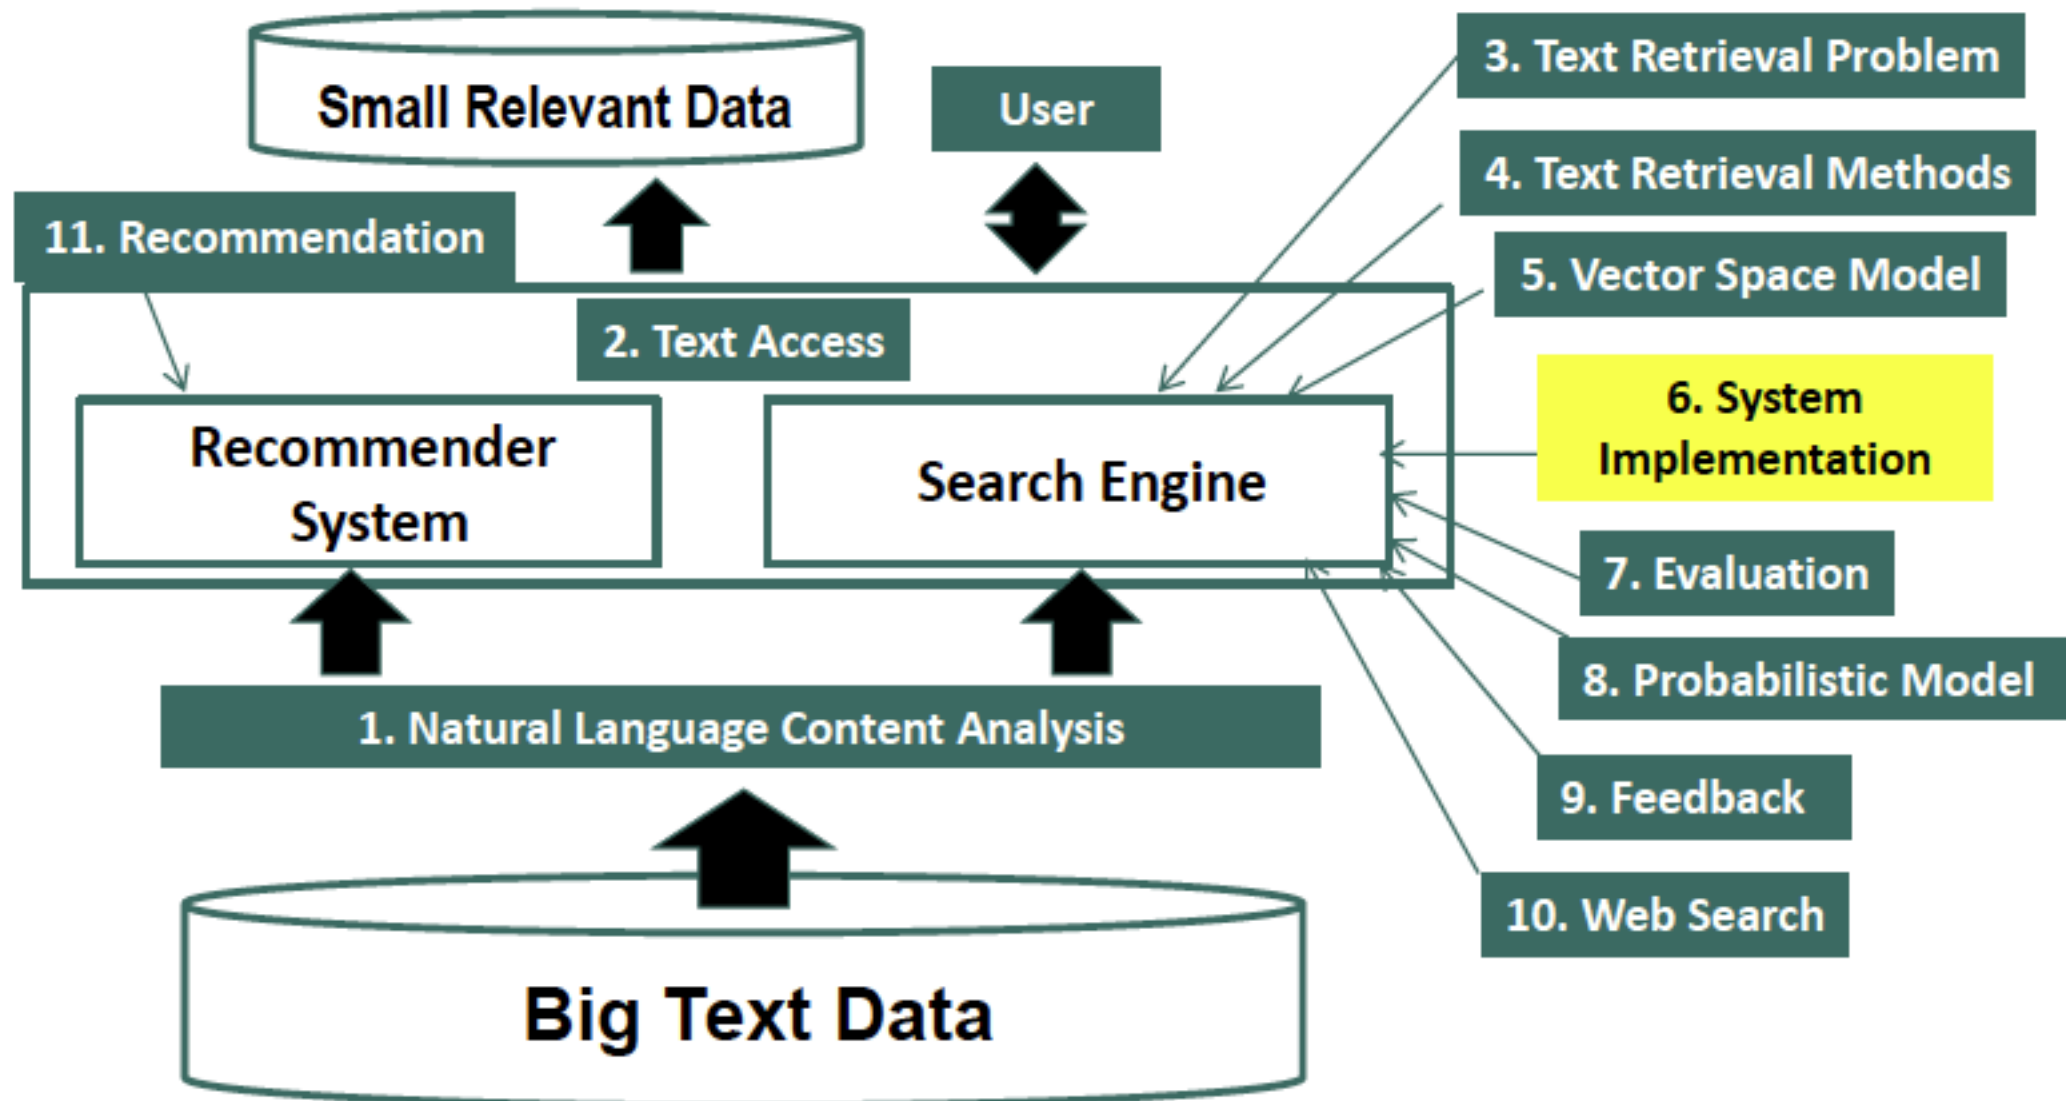 Small Relevant Data
User
3. Text Retrieval Problem
4. Text Retrieval Methods
11. Recommendation
5. Vector Space Model
2. Text Access
6. System
Implementation
Recommender
System
Search Engine
7. Evaluation
8. Probabilistic Model
1. Natural Language Content Analysis
9. Feedback
10. Web Search
Big Text Data